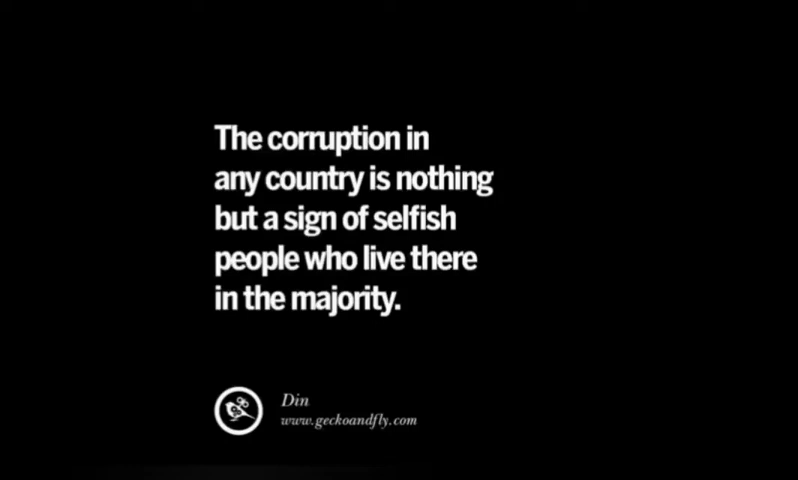 The corruption in
any country is nothing
but a sign of selfish
people who live there
in the majority.
Din
www.geckoandfly.com